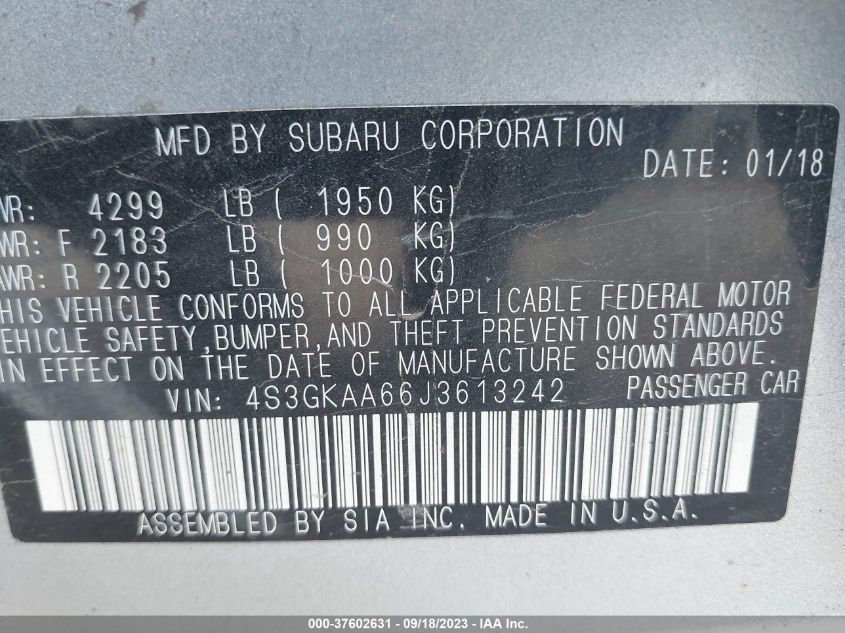 MFD BY SUBARU CORPORATION
DATE: 01/18
WR: 4299 LB ( 1950 KG)
WR: F 2183 LB ( 990 KG)
AWR: R 2205 LB ( 1000 KG)
HIS VEHICLE CONFORMS TO ALL APPLICABLE FEDERAL MOTOR
EHICLE SAFETY, BUMPER, AND THEFT PREVENTION STANDARDS
IN EFFECT ON THE DATE OF MANUFACTURE SHOWN ABOVE.
VIN: 4S3GKAA66J3613242 PASSENGER CAR
ASSEMBLED BY SIA INC. MADE IN U.S.A.
000-37602631 - 09/18/2023 - IAA Inc.